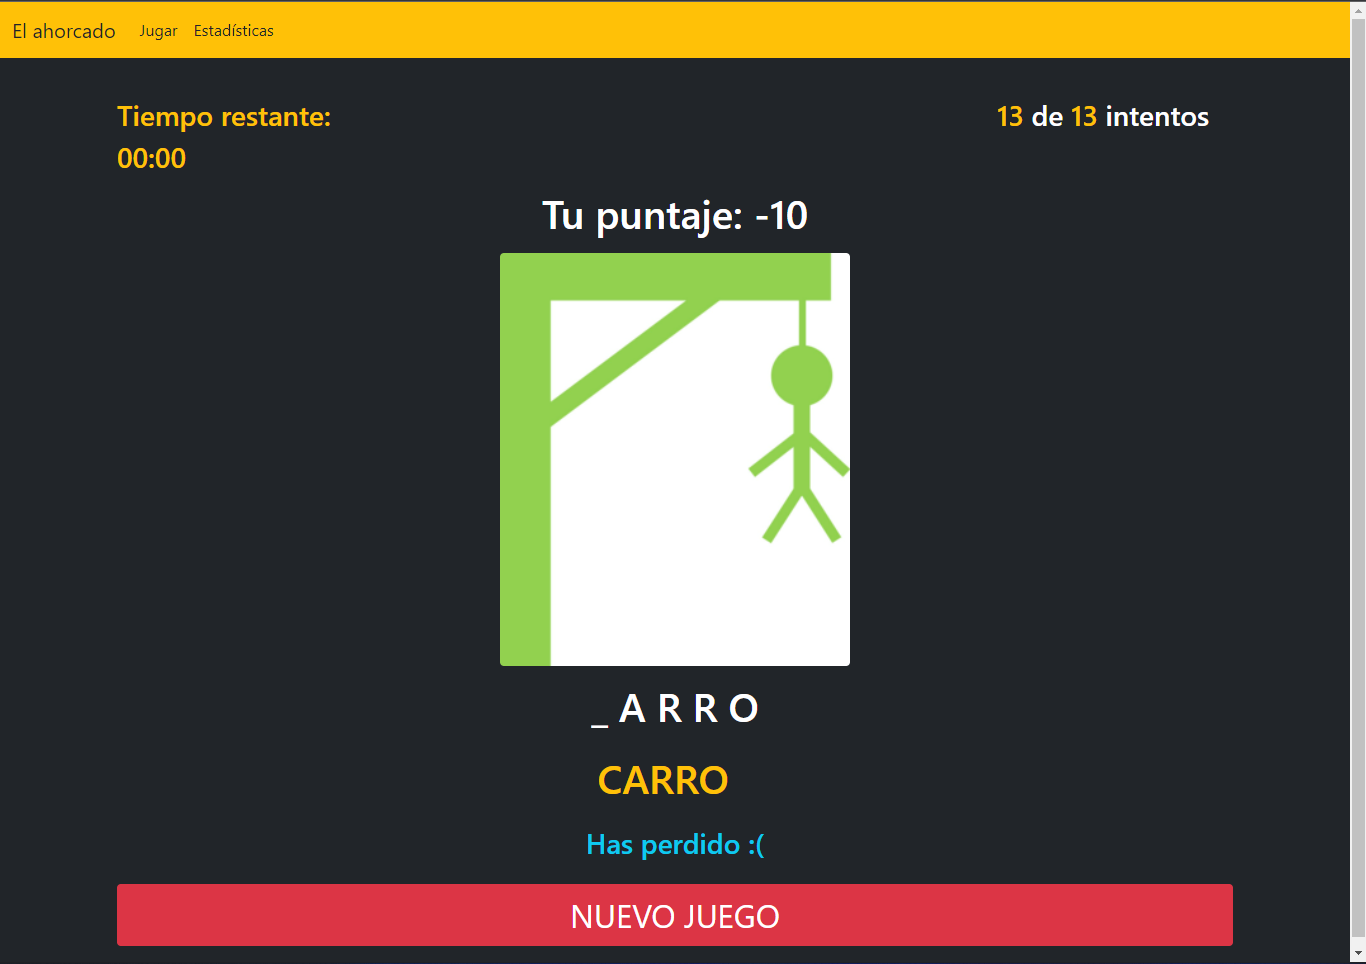 El ahorcado Jugar Estadísticas
Tiempo restante:
00:00
13 de 13 intentos
Tu puntaje: -10
_ A R R O
CARRO
Has perdido :(
NUEVO JUEGO